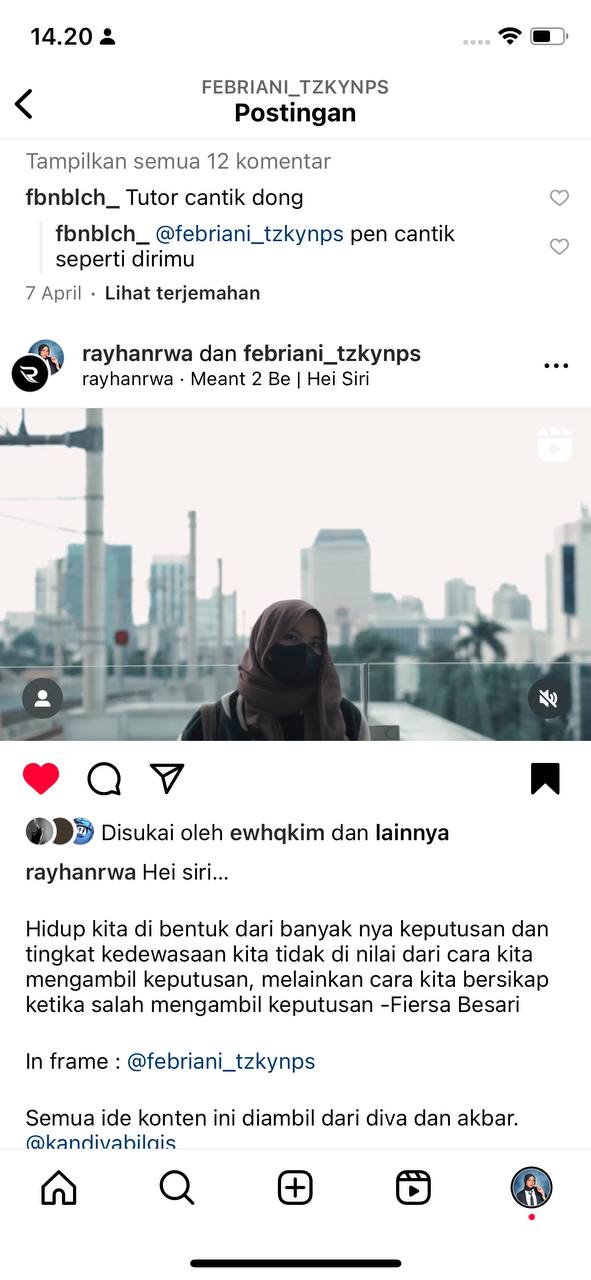 14.20
FEBRIANI_TZKYNPS
Postingan
Tampilkan semua 12 komentar
fbnblch_ Tutor cantik dong
fbnblch_ @febriani_tzkynps pen cantik
seperti dirimu
7 April · Lihat terjemahan
rayhanrwa dan febriani_tzkynps
rayhanrwa · Meant 2 Be | Hei Siri
Disukai oleh ewhqkim dan lainnya
rayhanrwa Hei siri...
Hidup kita di bentuk dari banyak nya keputusan dan
tingkat kedewasaan kita tidak di nilai dari cara kita
mengambil keputusan, melainkan cara kita bersikap
ketika salah mengambil keputusan -Fiersa Besari
In frame : @febriani_tzkynps
Semua ide konten ini diambil dari diva dan akbar.
@kandivabilqis